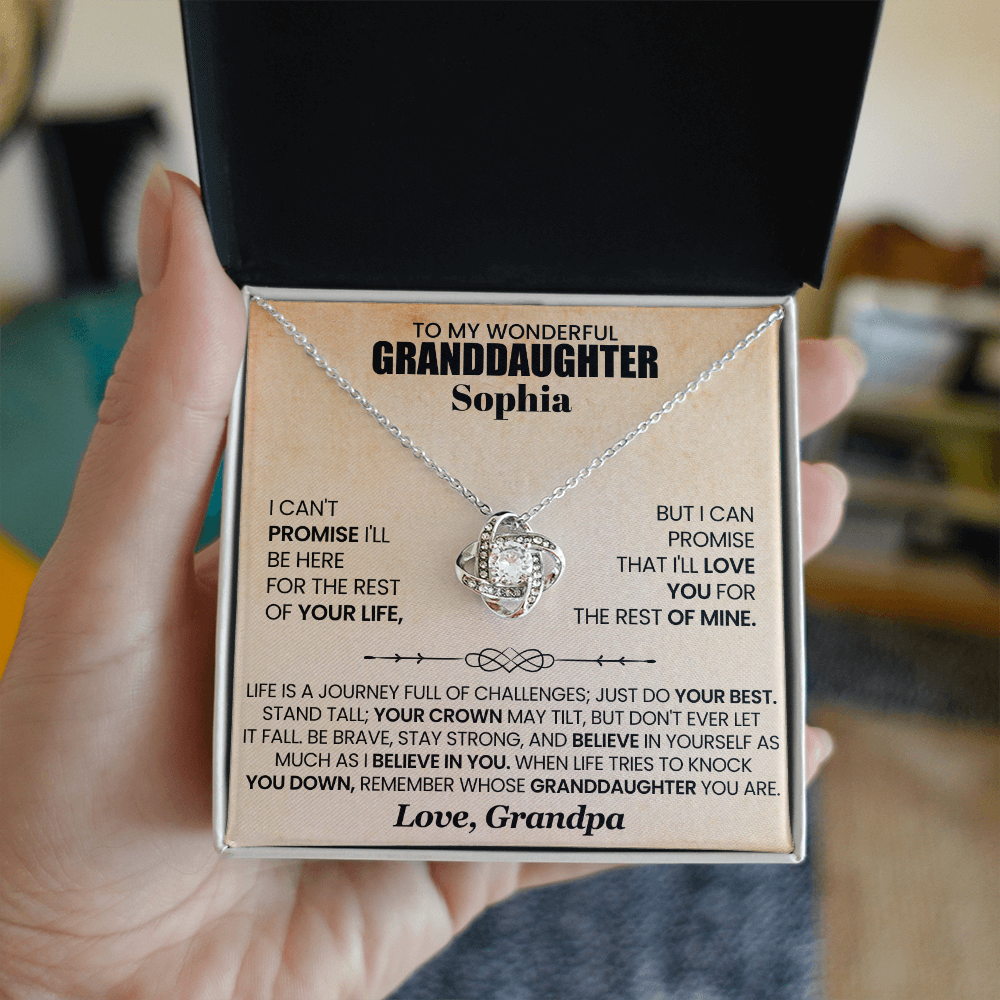 TO MY WONDERFUL
GRANDDAUGHTER
Sophia
I CAN'T
PROMISE I'LL
BE HERE
FOR THE REST
OF YOUR LIFE,
BUT I CAN
PROMISE
THAT I'LL LOVE
YOU FOR
THE REST OF MINE.
LIFE IS A JOURNEY FULL OF CHALLENGES; JUST DO YOUR BEST.
STAND TALL; YOUR CROWN MAY TILT, BUT DON'T EVER LET
IT FALL. BE BRAVE, STAY STRONG, AND BELIEVE IN YOURSELF AS
MUCH AS I BELIEVE IN YOU. WHEN LIFE TRIES TO KNOCK
YOU DOWN, REMEMBER WHOSE GRANDDAUGHTER YOU ARE.
Love, Grandpa